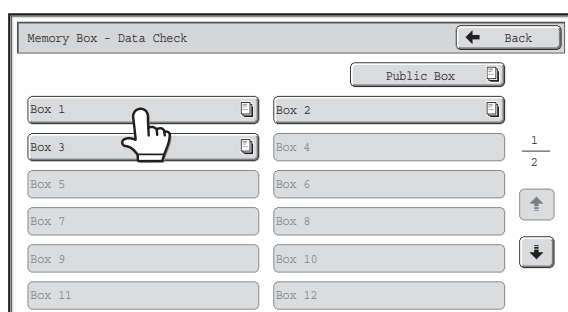 Memory Box - Data Check
Back
Public Box
Box 1
Box 2
Box 3
Box 4
1
2
Box 5
Box 6
Box 7
Box 8
Box 9
Box 10
Box 11
Box 12